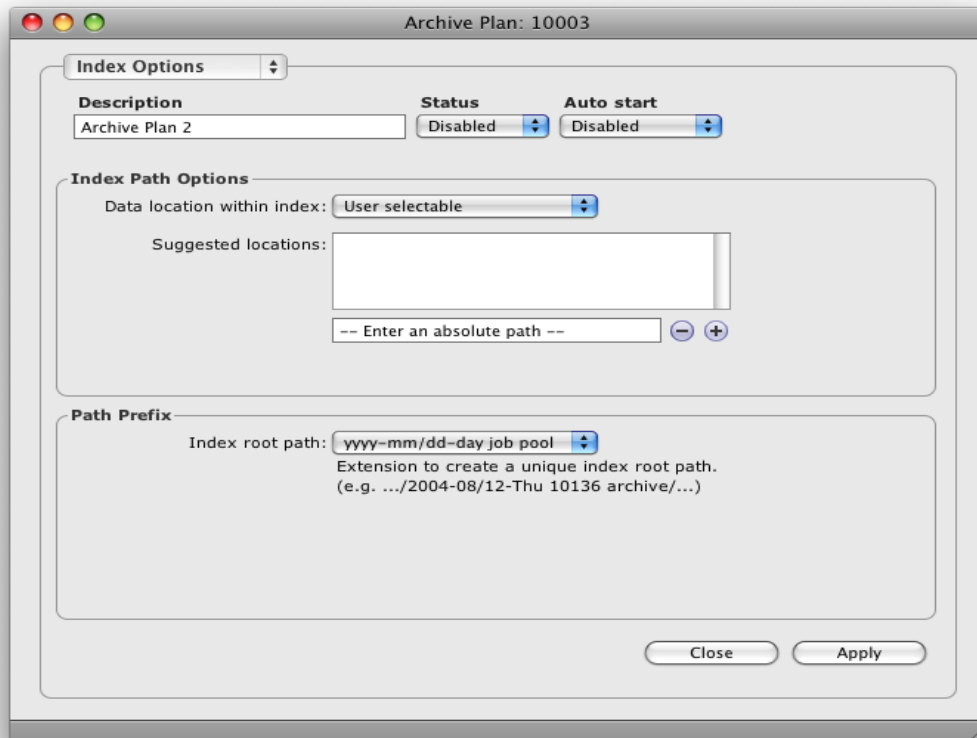 Archive Plan: 10003
Index Options
Description Status Auto start
Archive Plan 2 Disabled Disabled
Index Path Options
Data location within index: User selectable
Suggested locations:
-- Enter an absolute path --
Path Prefix
Index root path: yyyy-mm/dd-day job pool
Extension to create a unique index root path.
(e.g. .../2004-08/12-Thu 10136 archive/...)
Close Apply